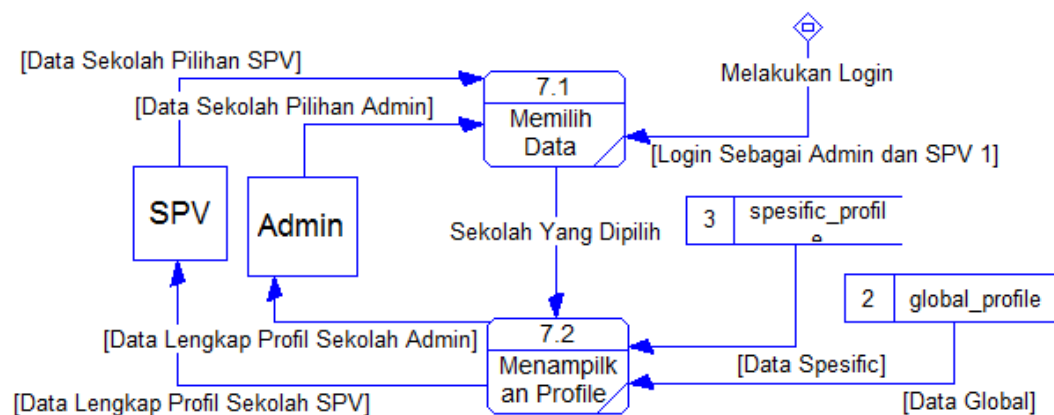 [Data Sekolah Pilihan SPV]
Melakukan Login
7.1
[Data Sekolah Pilihan Admin]
Memilih
Data
[Login Sebagai Admin dan SPV 1]
SPV
Admin
Sekolah Yang Dipilih
3
spesific_profil
e
2
global_profile
[Data Lengkap Profil Sekolah Admin]
7.2
Menampilk
an Profile
[Data Spesific]
[Data Lengkap Profil Sekolah SPV]
[Data Global]